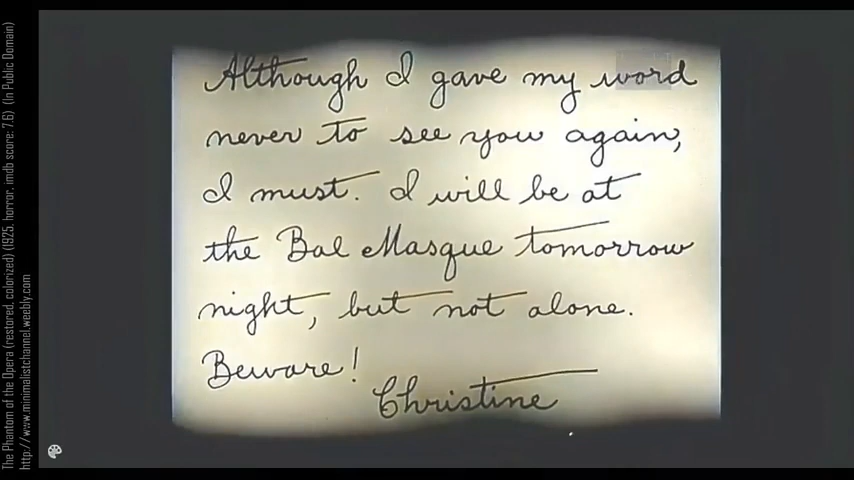 The Phantom of the Opera (restored, colorized) (1925, horror, imdb score: 7.6) (In Public Domain)
http://www.minimalistchannel.weebly.com
Although I gave my word
never to see you again,
I must. I will be at
the Bal Masque tomorrow
night, but not alone.
Beware!
Christine